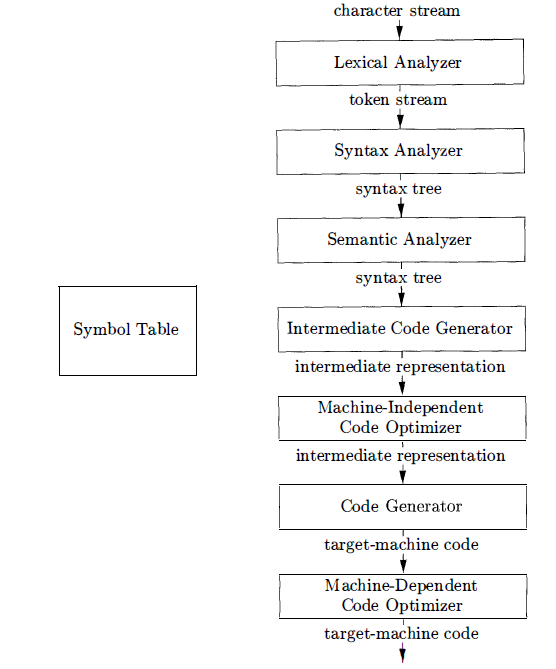 character stream
Lexical Analyzer
token stream
Syntax Analyzer
syntax tree
Semantic Analyzer
syntax tree
Symbol Table
Intermediate Code Generator
intermediate representation
Machine-Independent
Code Optimizer
intermediate representation
Code Generator
target-machine code
Machine-Dependent
Code Optimizer
target-machine code